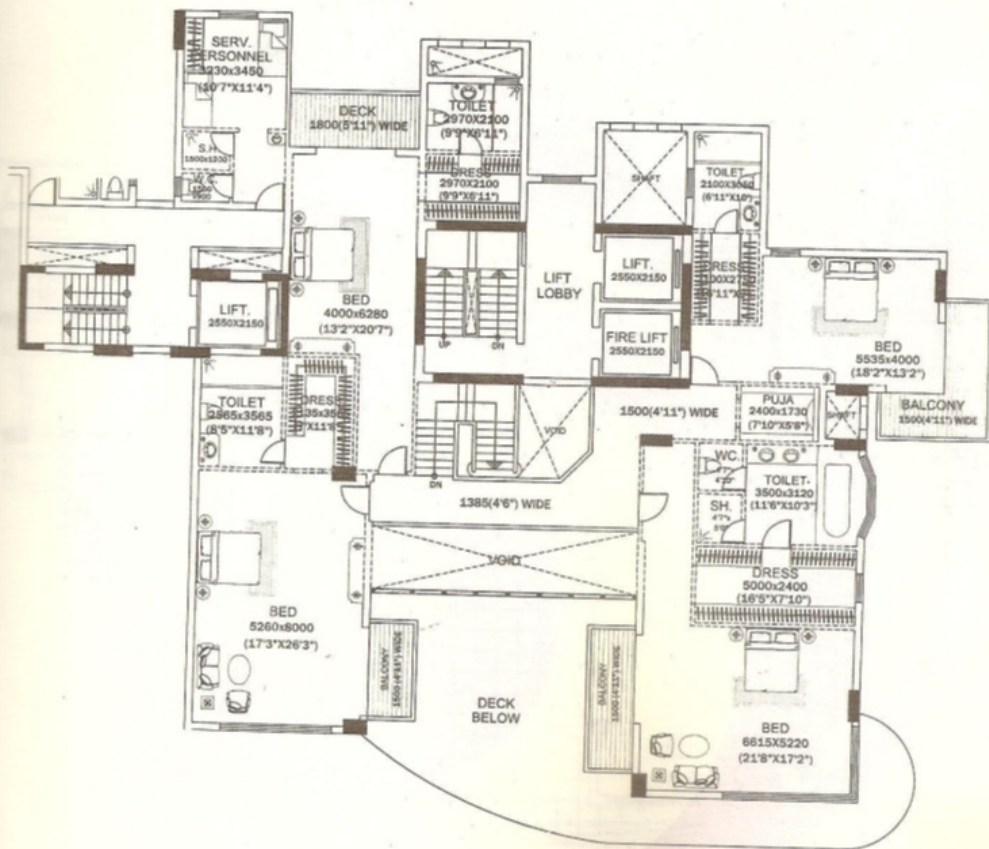 SERV.
PERSONNEL
3230x3450
(10'7"X11'4")
DECK
1800(5'11") WIDE
TOILET
2970X2100
(9'9"X6'11")
S.H
1500x1200
DRESS
2970X2100
(9'9"X6'11")
SHAFT
TOILET
2100X3050
(6'11"X10')
LIFT.
2550X2150
BED
4000x6280
(13'2"X20'7")
LIFT
LOBBY
LIFT.
2550X2150
DRESS
UP
DN
FIRE LIFT
2550X2150
BED
5535x4000
(18'2"X13'2")
TOILET
2565x3565
(8'5"X11'8")
DRESS
VOID
1500(4'11") WIDE
PUJA
2400x1730
(7'10"X5'8")
SHAFT
BALCONY
1500(4'11") WIDE
DN
WC.
TOILET
3500X3120
(11'6"X10'3")
1385(4'6") WIDE
SH.
VOID
DRESS
5000x2400
(16'5"X7'10")
BED
5260x8000
(17'3"X26'3")
BALCONY
1500(4'11") WIDE
DECK
BELOW
BALCONY
1500(4'11") WIDE
BED
6615X5220
(21'8"X17'2")